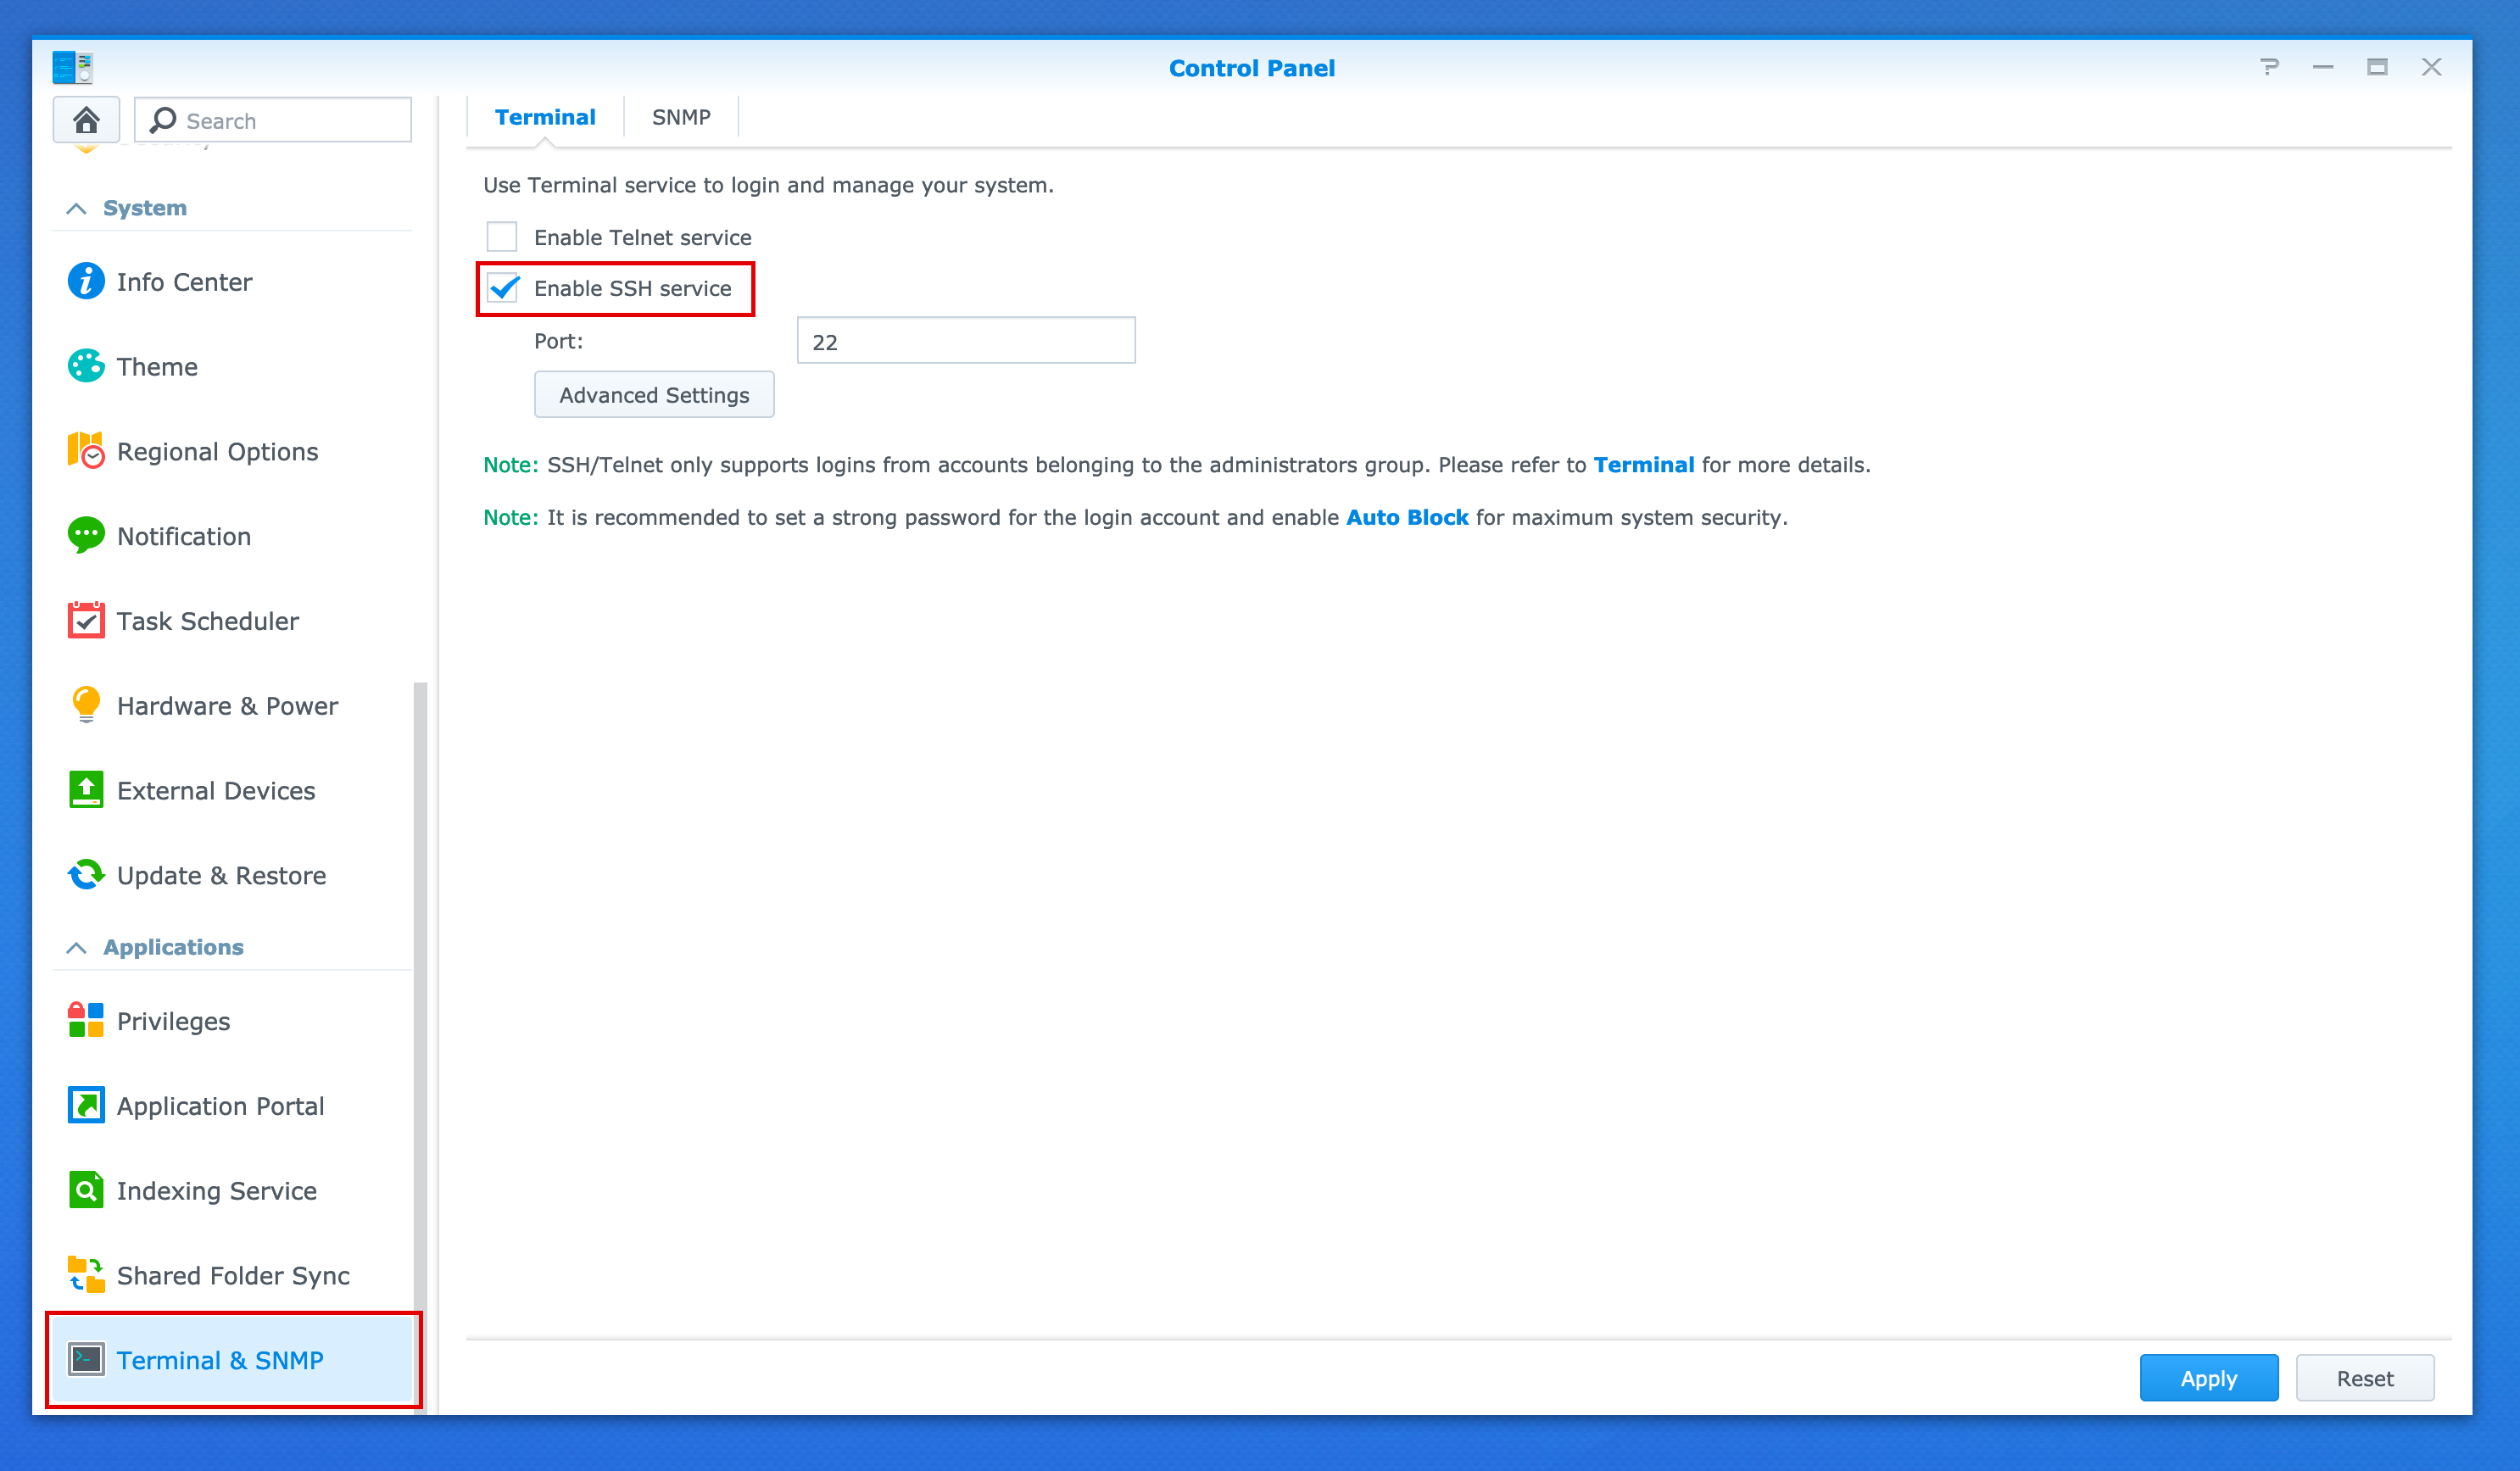 Control Panel
Search
Terminal
SNMP
System
Info Center
Theme
Regional Options
Notification
Task Scheduler
Hardware & Power
External Devices
Update & Restore
Applications
Privileges
Application Portal
Indexing Service
Shared Folder Sync
Terminal & SNMP
Use Terminal service to login and manage your system.
Enable Telnet service
Enable SSH service
Port:
22
Advanced Settings
Note: SSH/Telnet only supports logins from accounts belonging to the administrators group. Please refer to Terminal for more details.
Note: It is recommended to set a strong password for the login account and enable Auto Block for maximum system security.
Apply
Reset